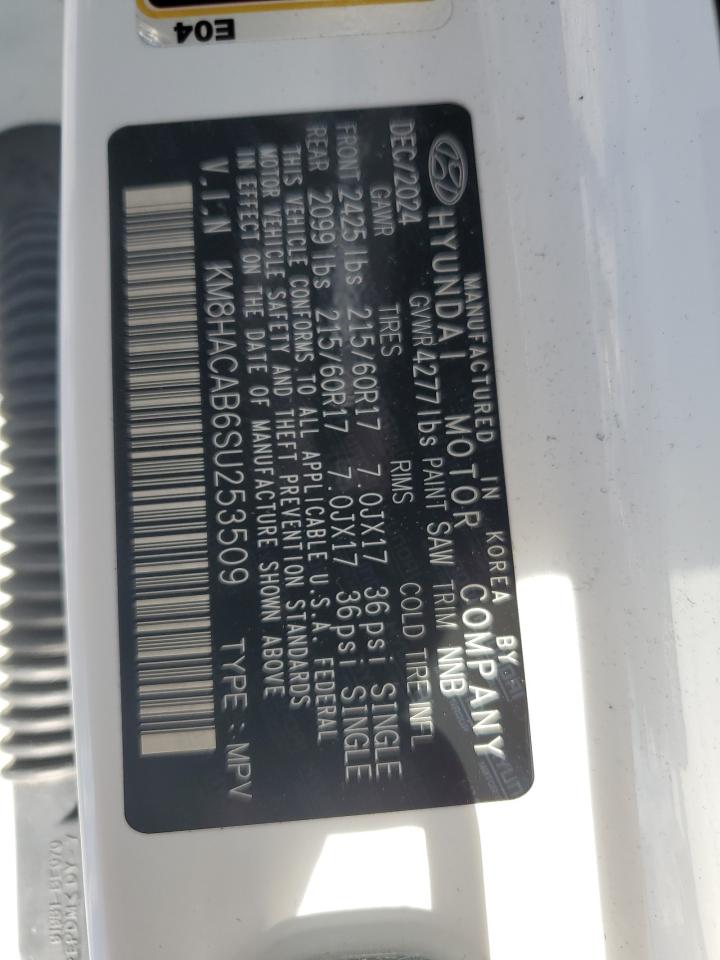 E04
MANUFACTURED IN KOREA BY
HYUNDAI MOTOR COMPANY
DEC/2024 GVWR 4277 lbs PAINT SAW TRIM NNB
GAWR TIRES RIMS COLD TIRE INFL
FRONT 2425 lbs 215/60R17 7.0JX17 36psi SINGLE
REAR 2099 lbs 215/60R17 7.0JX17 36psi SINGLE
THIS VEHICLE CONFORMS TO ALL APPLICABLE U.S.A. FEDERAL
MOTOR VEHICLE SAFETY AND THEFT PREVENTION STANDARDS
IN EFFECT ON THE DATE OF MANUFACTURE SHOWN ABOVE
V.I.N KM8HACAB6SU253509 TYPE:MPV